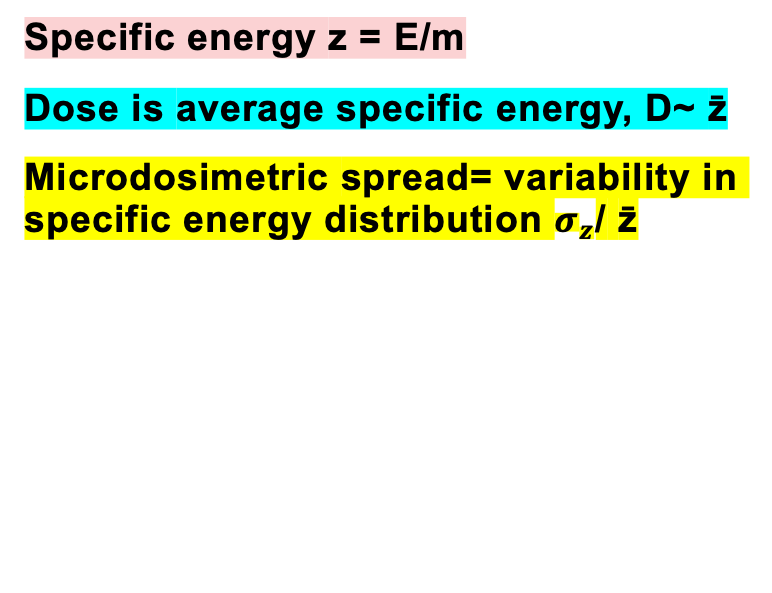 Specific energy z = E/m
Dose is average specific energy, D~ z̄
Microdosimetric spread= variability in
specific energy distribution σz/ z̄